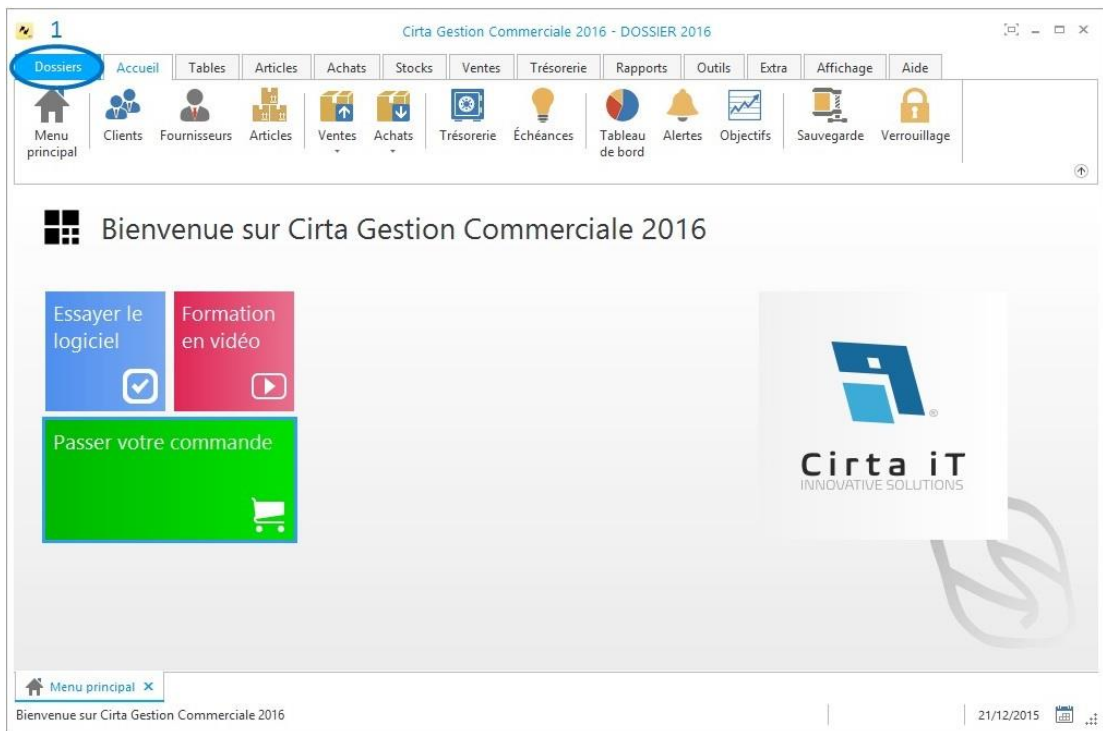 1
Cirta Gestion Commerciale 2016 - DOSSIER 2016
Dossiers Accueil Tables Articles Achats Stocks Ventes Trésorerie Rapports Outils Extra Affichage Aide
Menu principal
Clients
Fournisseurs
Articles
Ventes
Achats
Trésorerie
Échéances
Tableau de bord
Alertes
Objectifs
Sauvegarde
Verrouillage
Bienvenue sur Cirta Gestion Commerciale 2016
Essayer le
logiciel
Formation
en vidéo
Passer votre commande
Cirta iT
INNOVATIVE SOLUTIONS
Menu principal
Bienvenue sur Cirta Gestion Commerciale 2016
21/12/2015